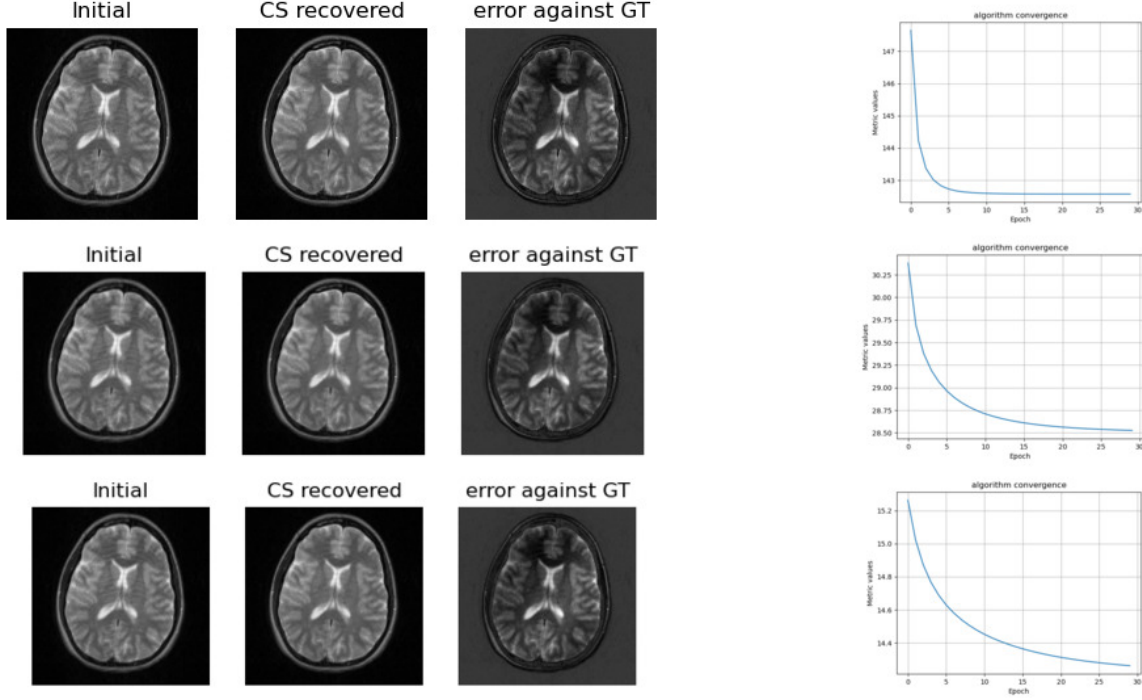 Initial
CS recovered
error against GT
algorithm convergence
147
146
145
144
143
Metric values
0 5 10 15 20 25 30
Epoch
Initial
CS recovered
error against GT
algorithm convergence
30.25
30.00
29.75
29.50
29.25
29.00
28.75
28.50
Metric values
0 5 10 15 20 25 30
Epoch
Initial
CS recovered
error against GT
algorithm convergence
15.2
15.0
14.8
14.6
14.4
Metric values
0 5 10 15 20 25 30
Epoch